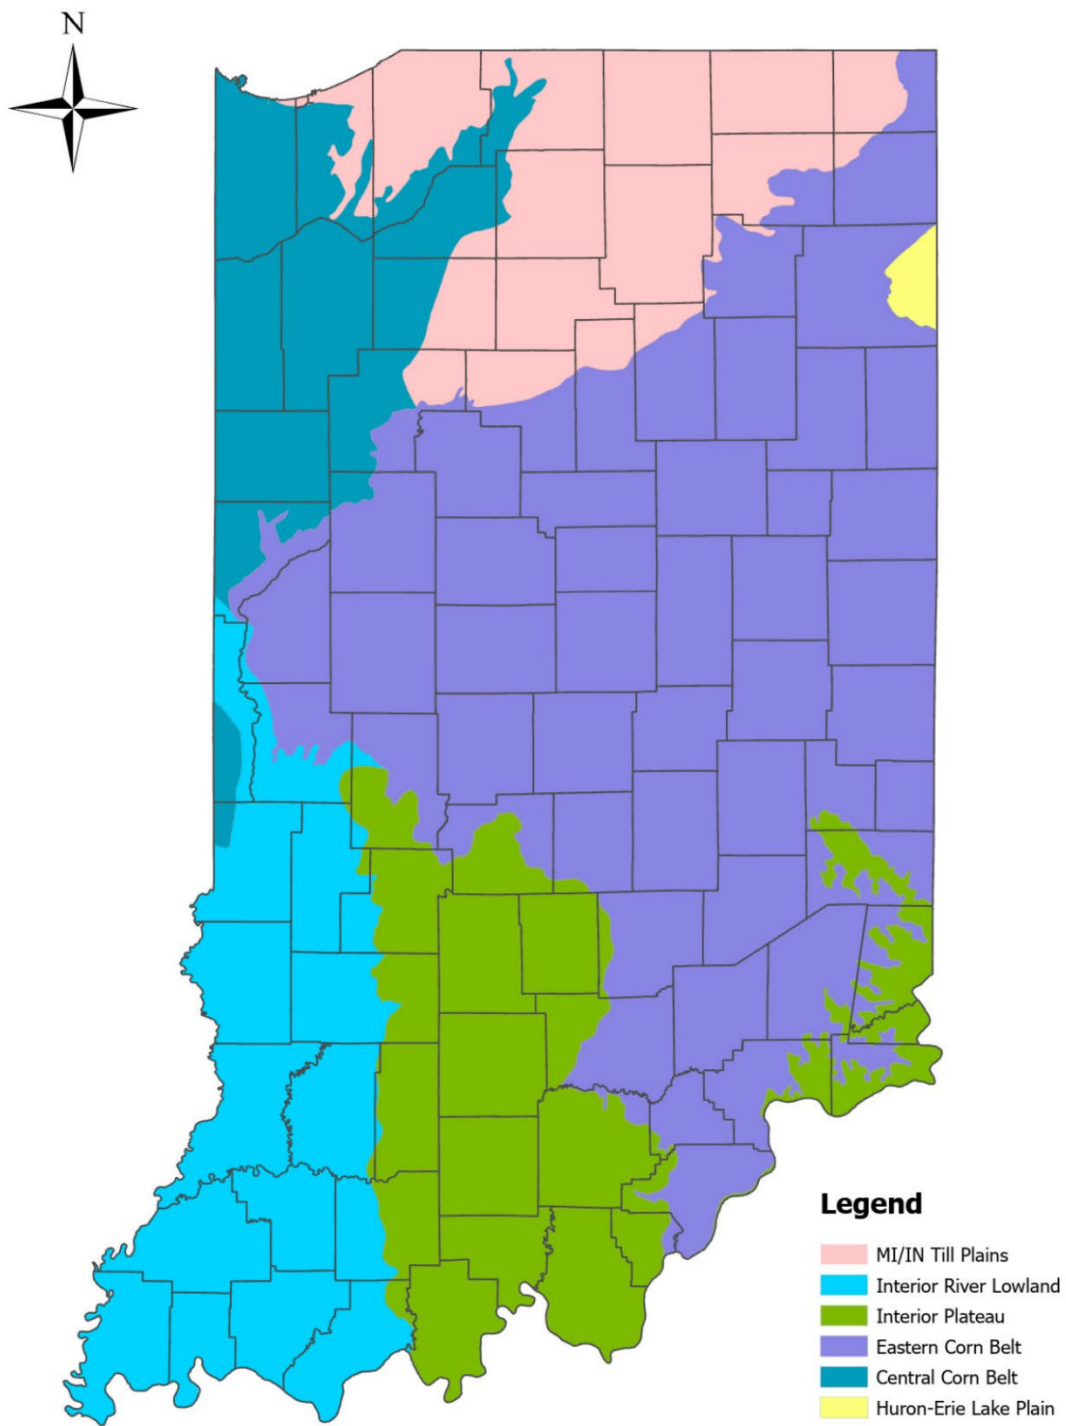 N
Legend
MI/IN Till Plains
Interior River Lowland
Interior Plateau
Eastern Corn Belt
Central Corn Belt
Huron-Erie Lake Plain